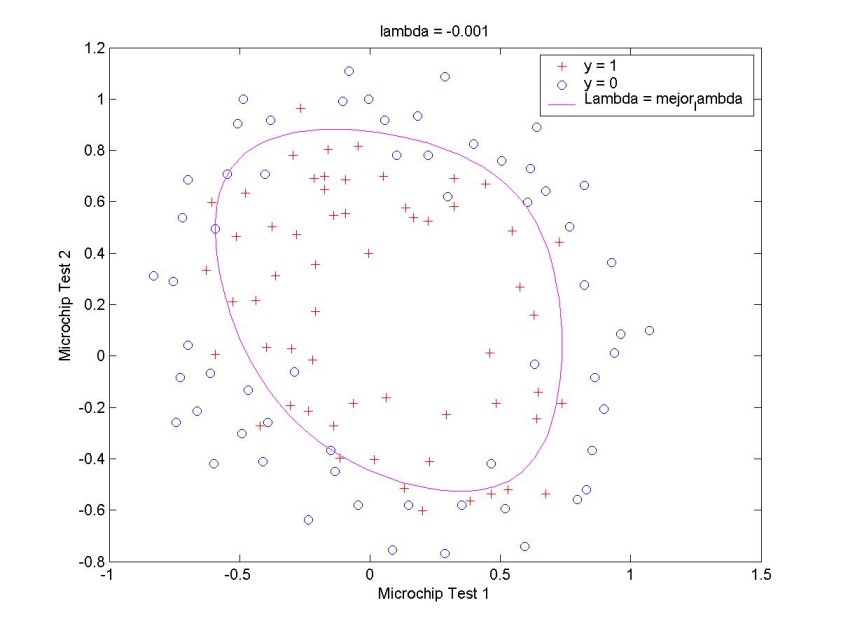 lambda = -0.001
y = 1
y = 0
Lambda = mejorlambda
1.2
1
0.8
0.6
0.4
0.2
0
-0.2
-0.4
-0.6
-0.8
Microchip Test 2
-1
-0.5
0
0.5
1
1.5
Microchip Test 1